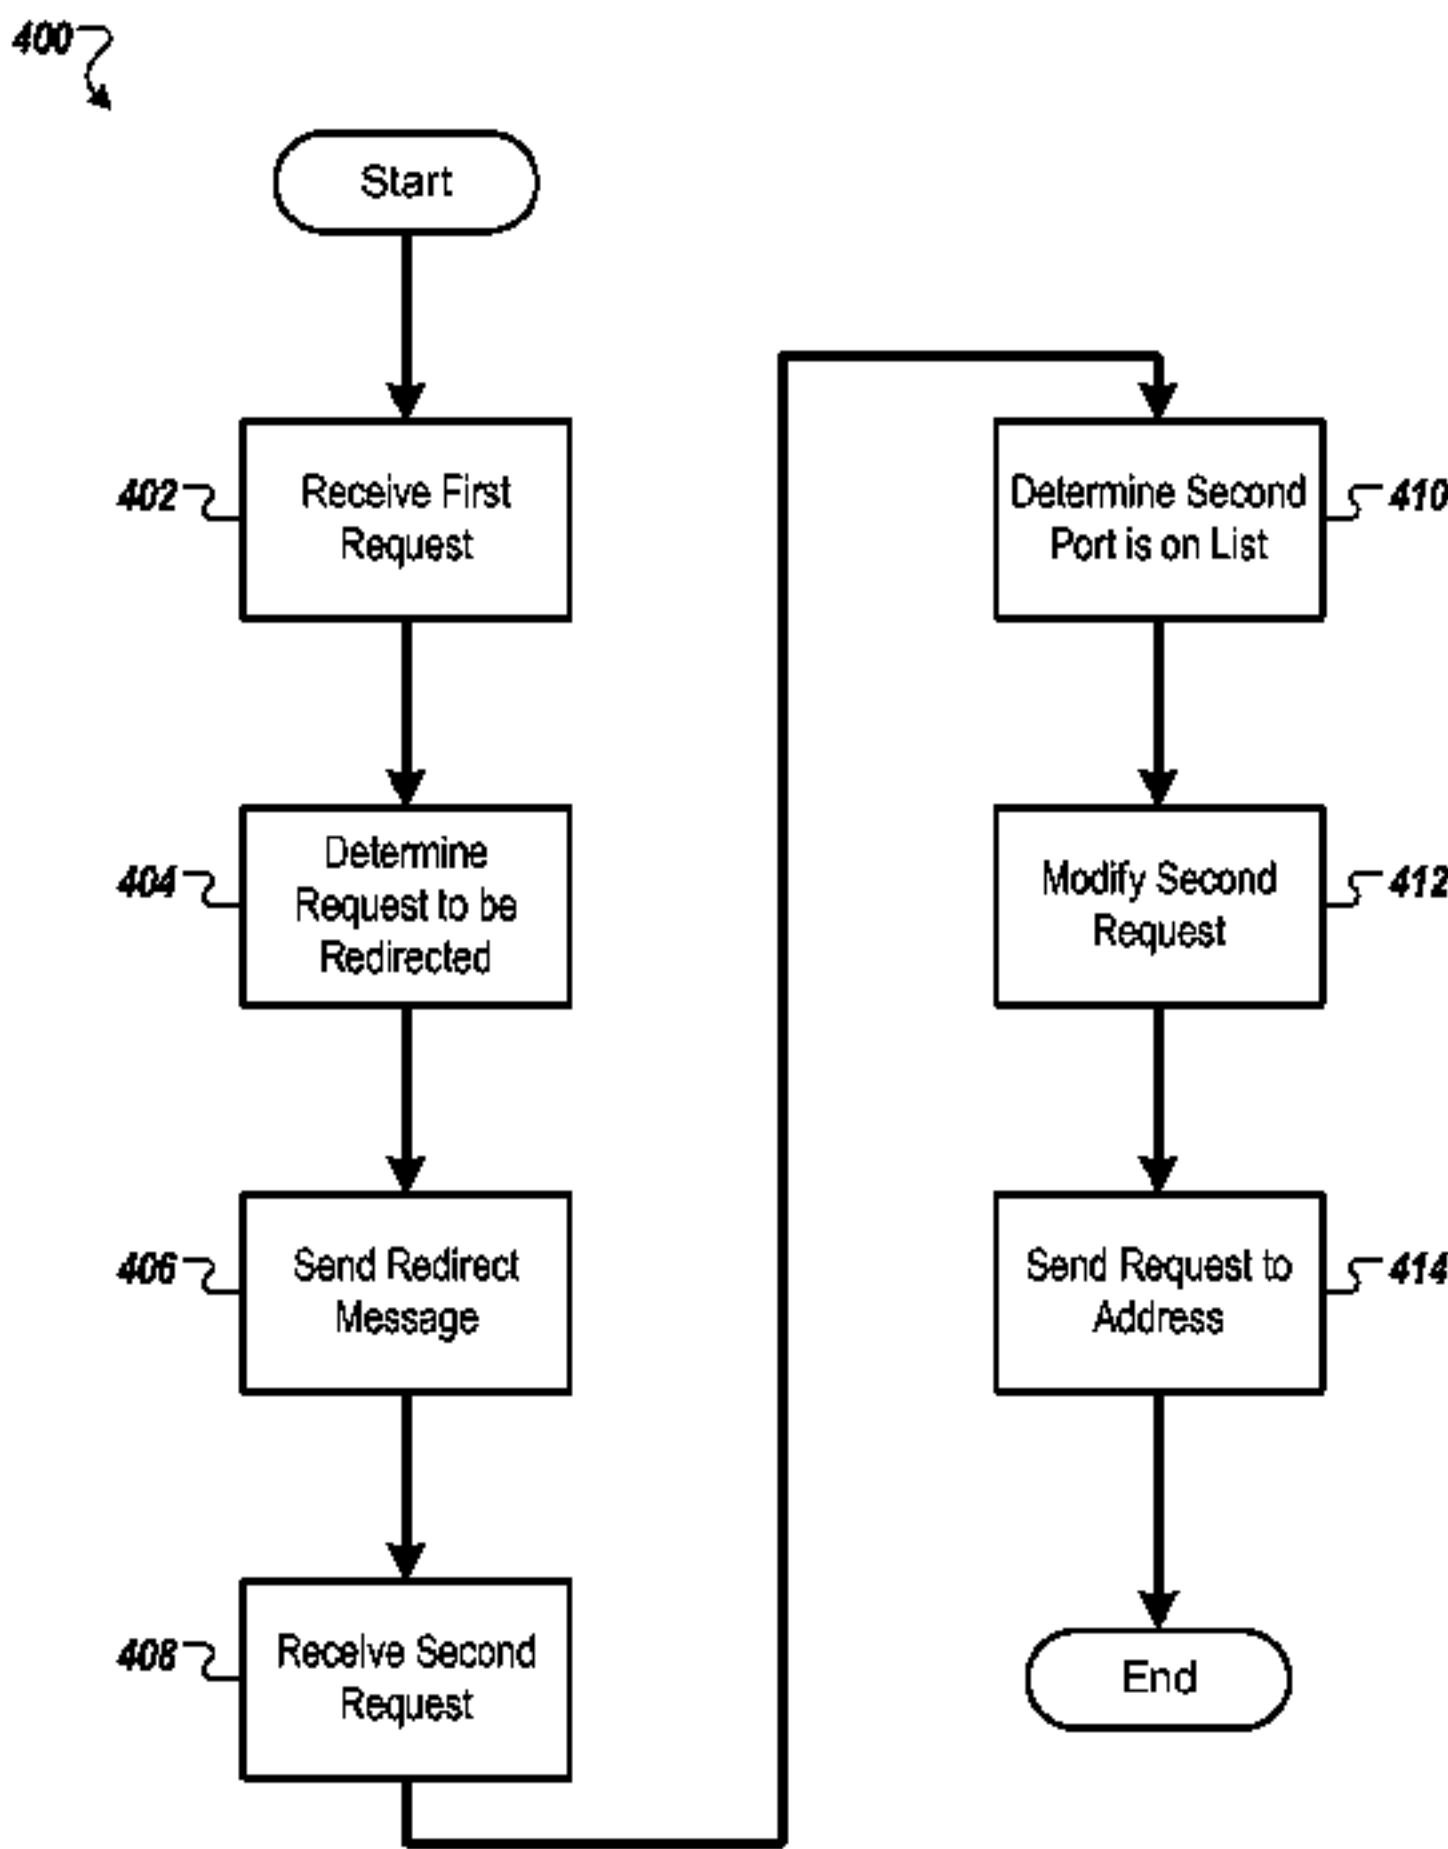 400
Start
402
Receive First
Request
404
Determine
Request to be
Redirected
406
Send Redirect
Message
408
Receive Second
Request
Determine Second
Port is on List
410
Modify Second
Request
412
Send Request to
Address
414
End